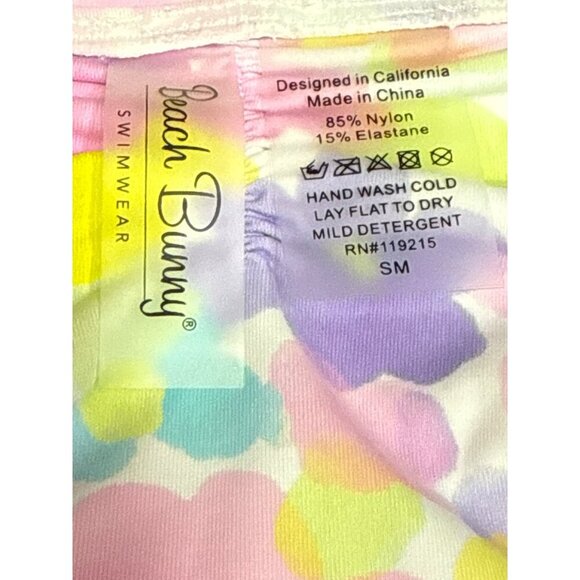 Beach Bunny®
SWIMWEAR
Designed in California
Made in China
85% Nylon
15% Elastane
HAND WASH COLD
LAY FLAT TO DRY
MILD DETERGENT
RN#119215
SM